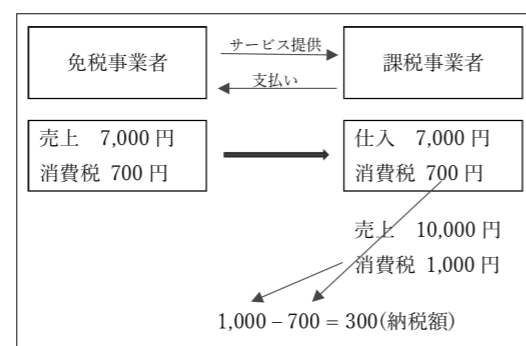 免税事業者
サービス提供
支払い
課税事業者
売上 7,000 円
消費税 700 円
仕入 7,000 円
消費税 700 円
売上 10,000 円
消費税 1,000 円
1,000 − 700 = 300(納税額)